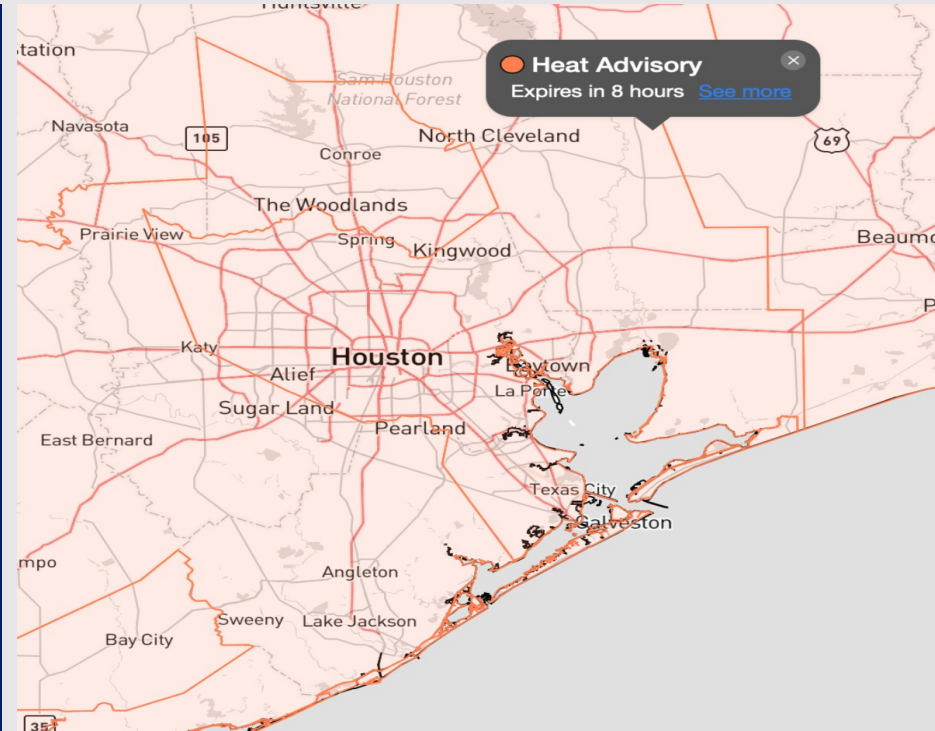 Huntsville
tation
Heat Advisory
Expires in 8 hours See more
Sam Houston
National Forest
Navasota
105
North Cleveland
69
Conroe
The Woodlands
Prairie View
Spring
Kingwood
Beaumo
P
Katy
Houston
Baytown
Alief
La Porte
Sugar Land
Pearland
East Bernard
Texas City
Galveston
mpo
Angleton
Sweeny
Lake Jackson
Bay City
35